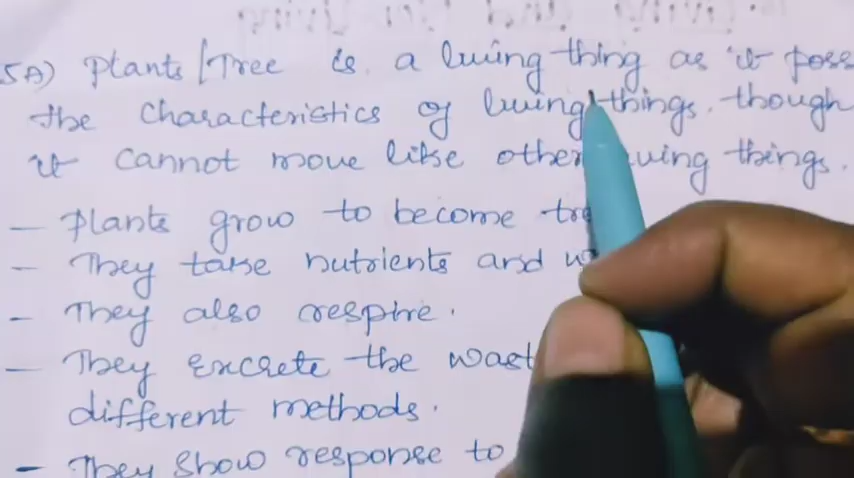 5A) Plants/Tree is a living thing as it poss
the characteristics of living things. though
it cannot move like other ving things.
– Plants grow to become tr
– They take nutrients and w
– They also respire.
– They Excrete the wast
different methods.
– They show response to